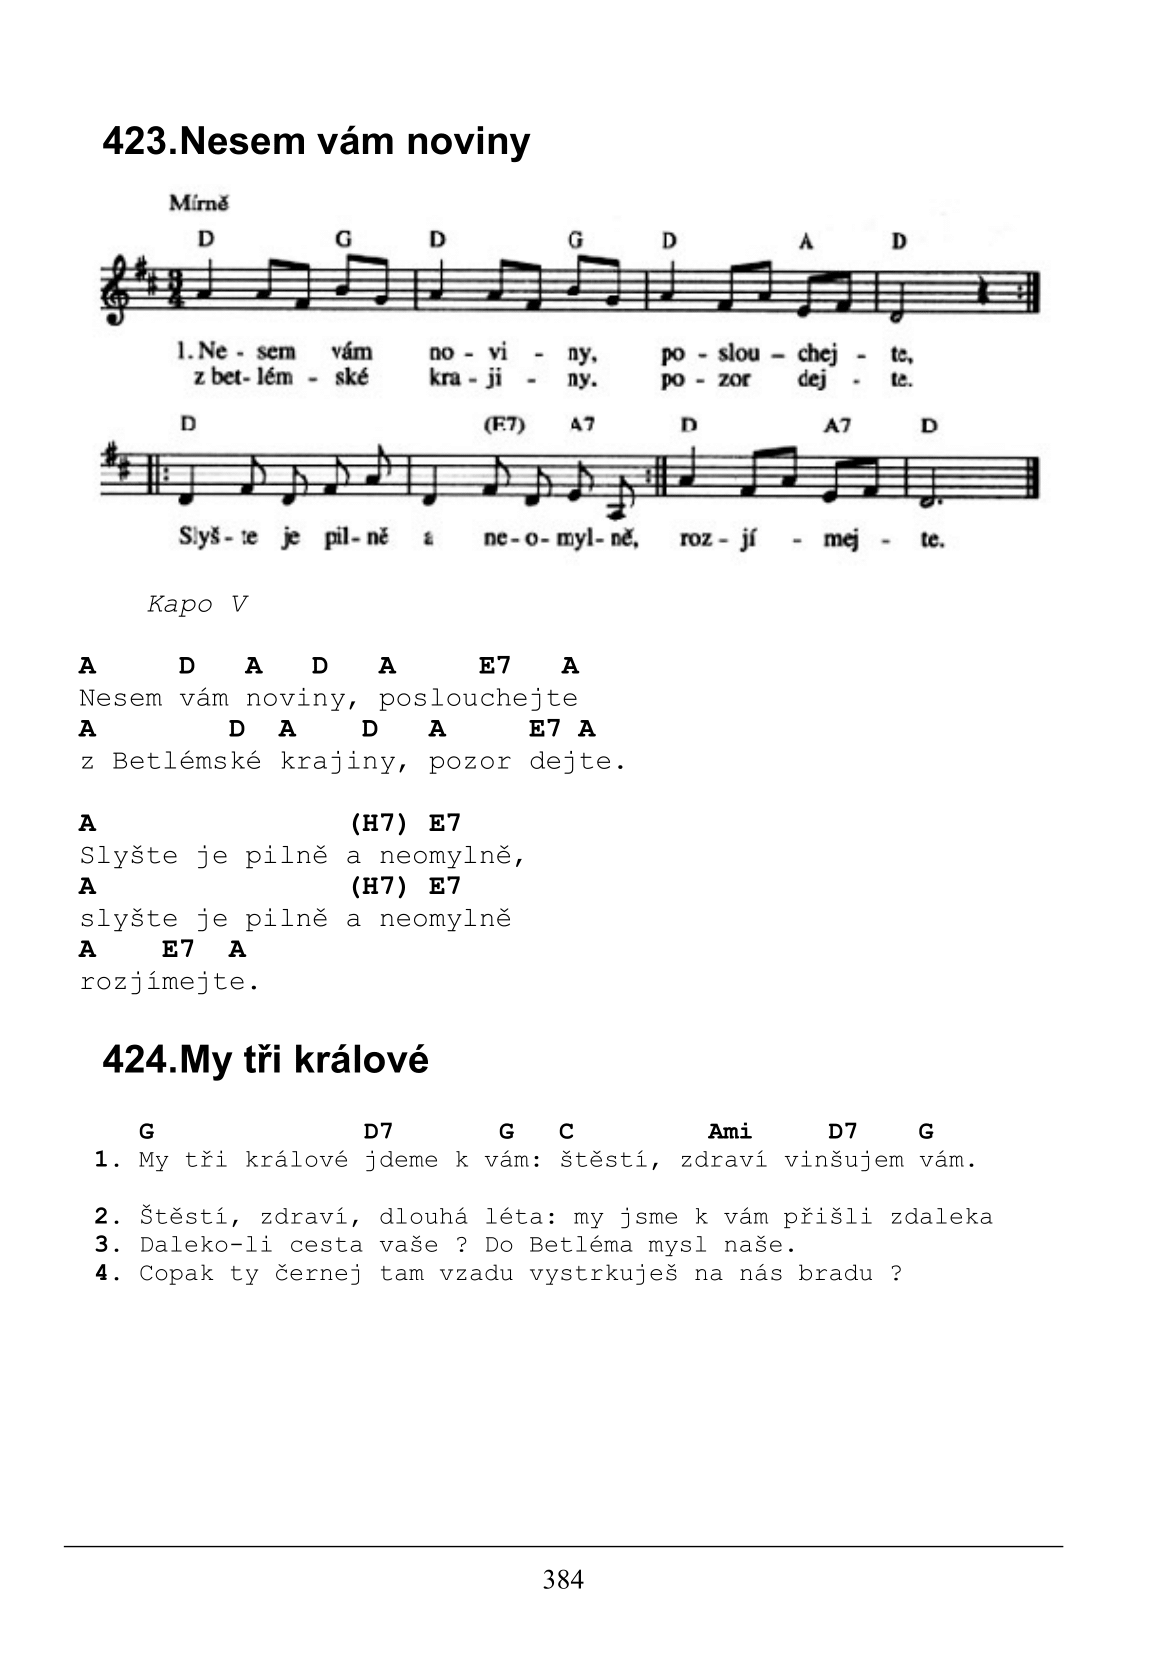 423.Nesem vám noviny
Mírně
D G D G D A D
1. Ne - sem vám no - vi - ny, po - slou - chej - te,
z bet- lém - ské kra - ji - ny. po - zor dej - te.
D (E7) A7 D A7 D
Slyš - te je pil - ně a ne - o - myl - ně, roz - jí - mej - te.
Kapo V
A D A D A E7 A
Nesem vám noviny, poslouchejte
A D A D A E7 A
z Betlémské krajiny, pozor dejte.
A (H7) E7
Slyšte je pilně a neomylně,
A (H7) E7
slyšte je pilně a neomylně
A E7 A
rozjímejte.
424.My tři králové
G D7 G C Ami D7 G
1. My tři králové jdeme k vám: štěstí, zdraví vinšujem vám.
2. Štěstí, zdraví, dlouhá léta: my jsme k vám přišli zdaleka
3. Daleko-li cesta vaše ? Do Betléma mysl naše.
4. Copak ty černej tam vzadu vystrkuješ na nás bradu ?
384